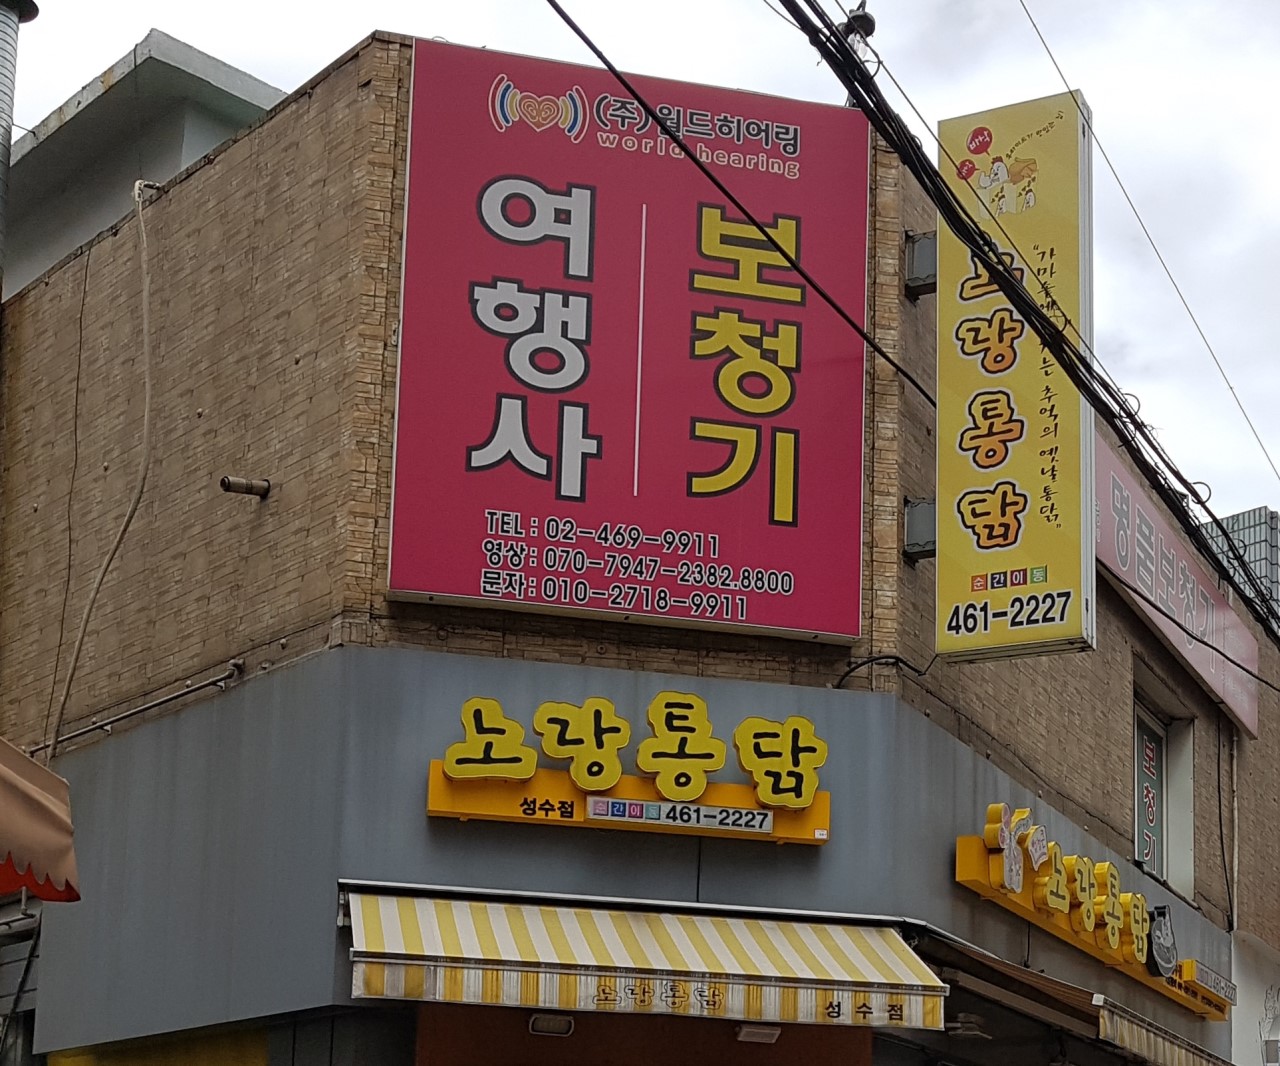 (주)월드히어링
world hearing
여행사
보청기
TEL : 02-469-9911
영상 : 070-7947-2382.8800
문자 : 010-2718-9911
바삭
노랑통닭
추억의 옛날통닭"
순간이동
461-2227
명품보청기
보청기
노랑통닭
성수점 순간이동 461-2227
노랑통닭
461-2227
노랑통닭 성수점